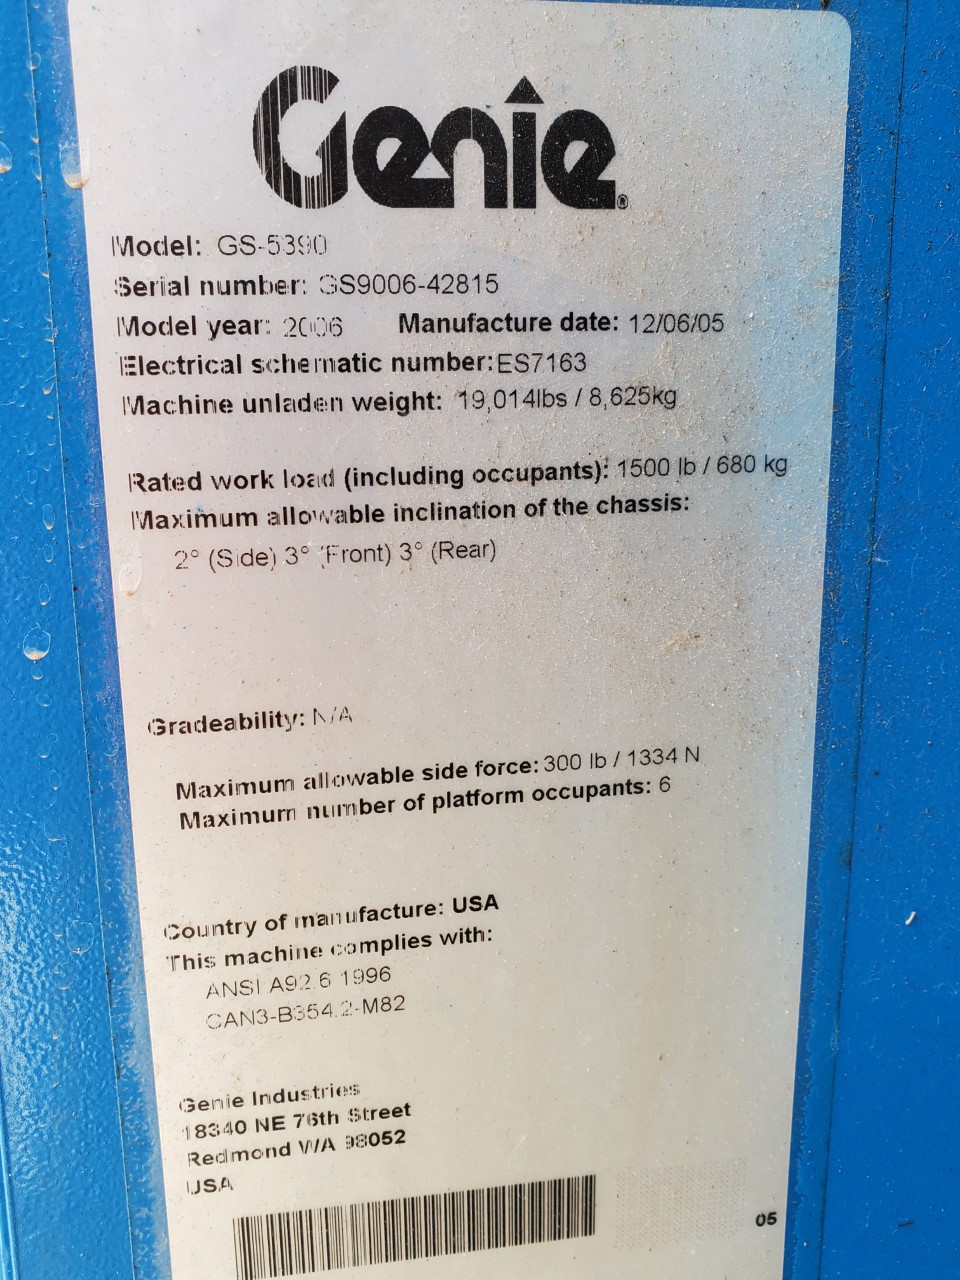 Genie®
Model: GS-5390
Serial number: GS9006-42815
Model year: 2006 Manufacture date: 12/06/05
Electrical schematic number: ES7163
Machine unladen weight: 19,014lbs / 8,625kg
Rated work load (including occupants): 1500 lb / 680 kg
Maximum allowable inclination of the chassis:
2° (Side) 3° (Front) 3° (Rear)
Gradeability: N/A
Maximum allowable side force: 300 lb / 1334 N
Maximum number of platform occupants: 6
Country of manufacture: USA
This machine complies with:
ANSI A92.6 1996
CAN3-B354.2-M82
Genie Industries
18340 NE 76th Street
Redmond WA 98052
USA
05